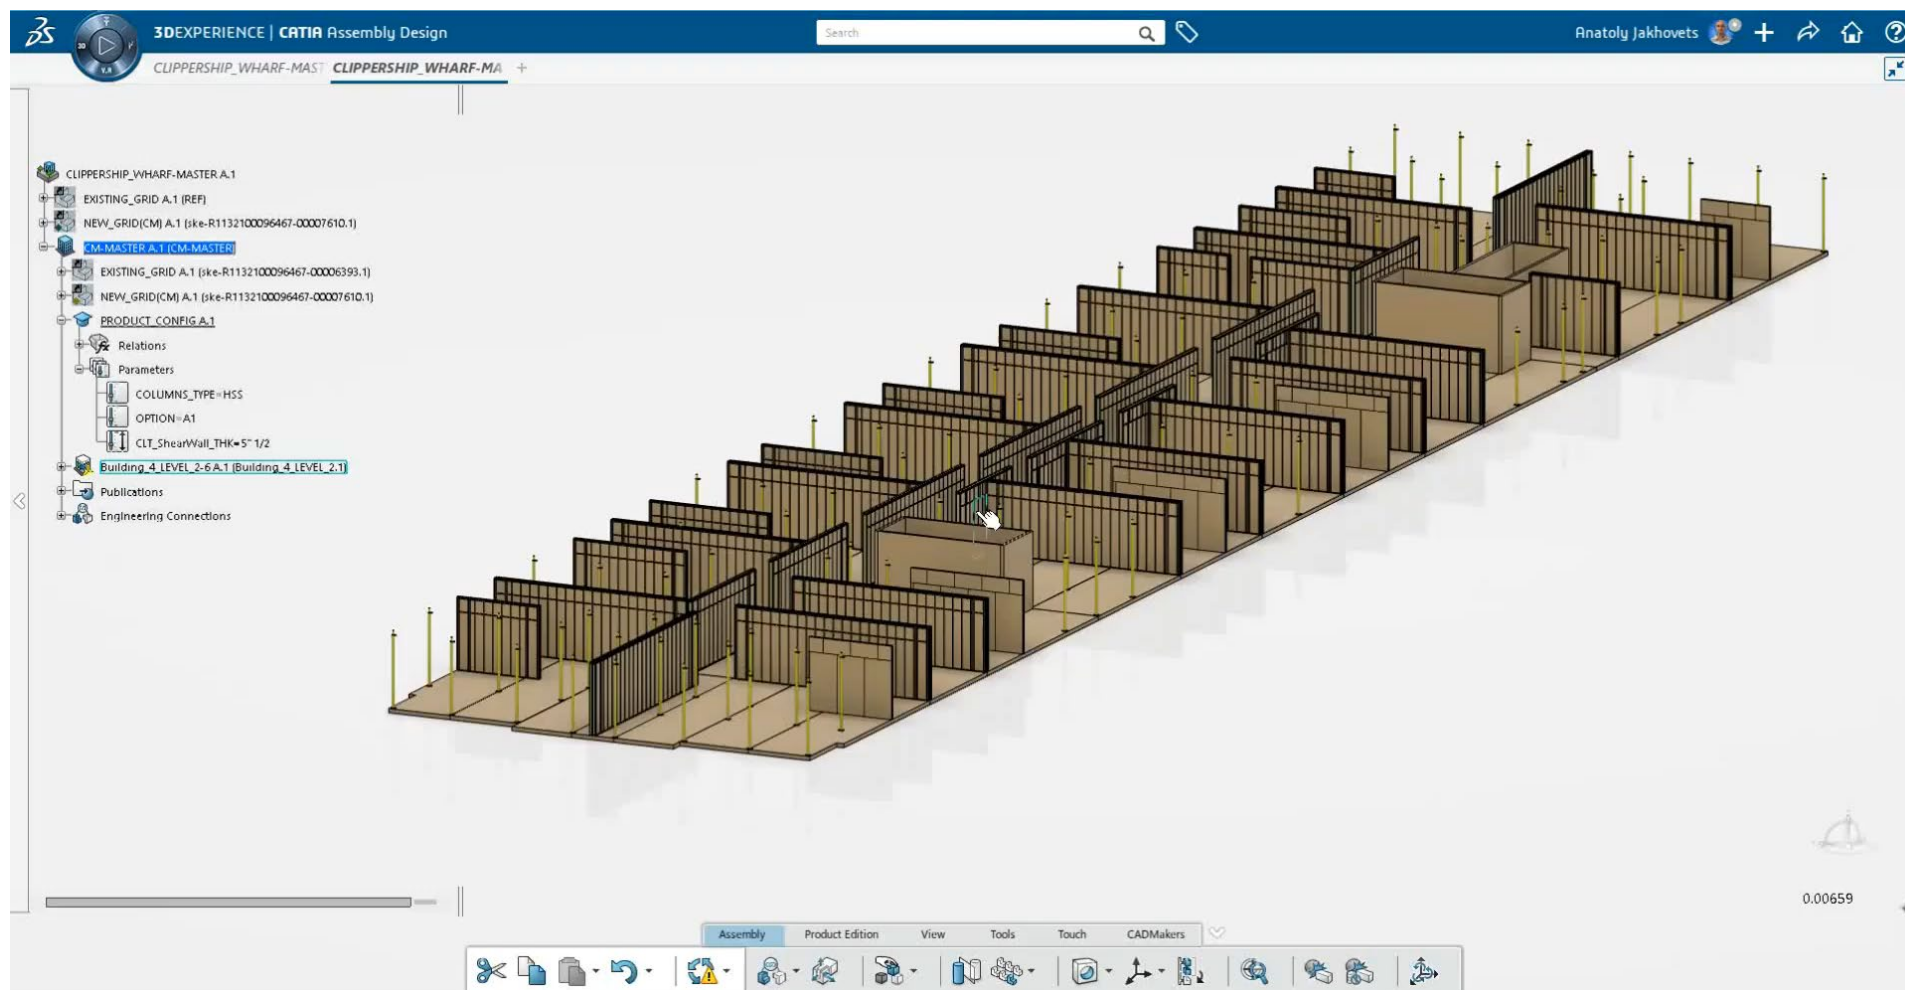 3DEXPERIENCE | CATIA Assembly Design
Search
Anatoly Jakhovets
CLIPPERSHIP_WHARF-MAST
CLIPPERSHIP_WHARF-MA
CLIPPERSHIP_WHARF-MASTER A.1
EXISTING_GRID A.1 (REF)
NEW_GRID(CM) A.1 (ske-R1132100096467-00007610.1)
CM-MASTER A.1 (CM-MASTER)
EXISTING_GRID A.1 (ske-R1132100096467-00006393.1)
NEW_GRID(CM) A.1 (ske-R1132100096467-00007610.1)
PRODUCT_CONFIG A.1
Relations
Parameters
COLUMNS_TYPE=HSS
OPTION=A1
CLT_ShearWall_THK=5" 1/2
Building_4_LEVEL_2-6 A.1 (Building_4_LEVEL_2.1)
Publications
Engineering Connections
0.00659
Assembly Product Edition View Tools Touch CADMakers